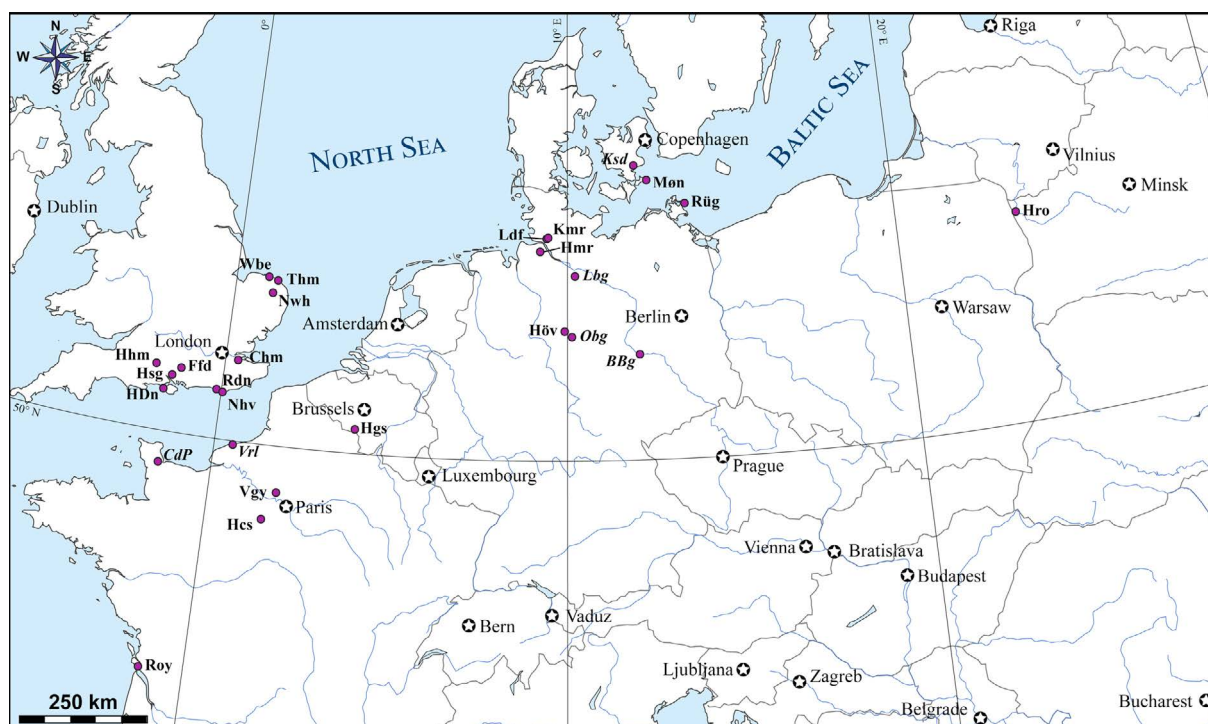 N
W E
S
0°
10° E
20° E
Riga
NORTH SEA
BALTIC SEA
Copenhagen
Vilnius
Ksd
Møn
Minsk
Dublin
Rüg
Hro
Ldf
Kmr
Hmr
Wbe
Thm
Lbg
Nwh
Warsaw
Amsterdam
Berlin
Höv
Obg
London
BBg
Hhm
Ffd
Chm
Hsg
Rdn
HDn
Nhv
50° N
Brussels
Hgs
CdP
Vrl
Prague
Luxembourg
Vgy
Paris
Hcs
Vienna
Bratislava
Budapest
Vaduz
Bern
Roy
Ljubljana
Zagreb
250 km
Belgrade
Bucharest